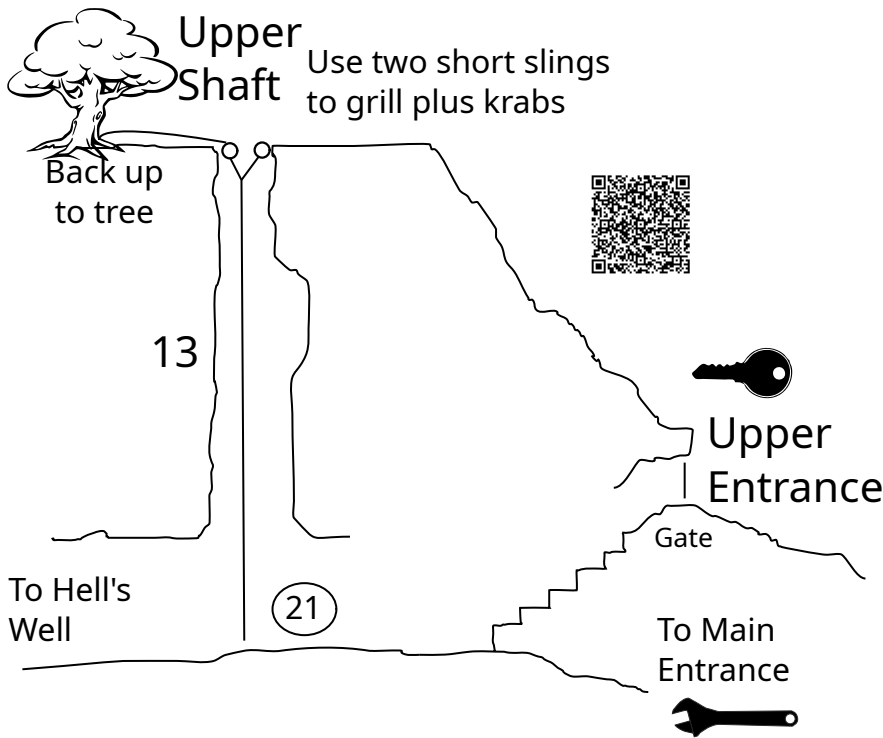 Upper
Shaft
Use two short slings
to grill plus krabs
Back up
to tree
13
Upper
Entrance
Gate
To Hell's
Well
21
To Main
Entrance